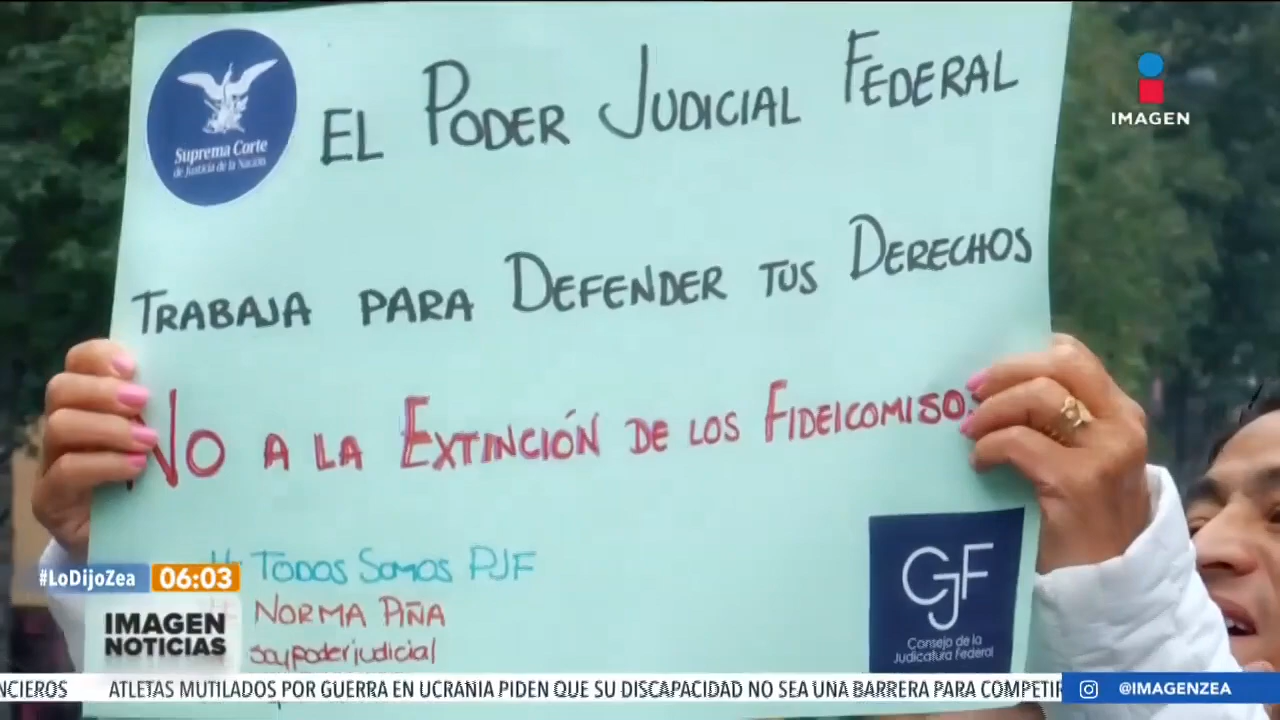 IMAGEN
Suprema Corte
de Justicia de la Nación
EL PODER JUDICIAL FEDERAL
TRABAJA PARA DEFENDER TUS DERECHOS
NO A LA EXTINCIÓN DE LOS FIDEICOMISO
# TODOS SOMOS PJF
# NORMA PIÑA
soypoderjudicial
CJF
Consejo de la
Judicatura Federal
#LoDijoZea 06:03
IMAGEN
NOTICIAS
NCIEROS ATLETAS MUTILADOS POR GUERRA EN UCRANIA PIDEN QUE SU DISCAPACIDAD NO SEA UNA BARRERA PARA COMPETIR
@IMAGENZEA